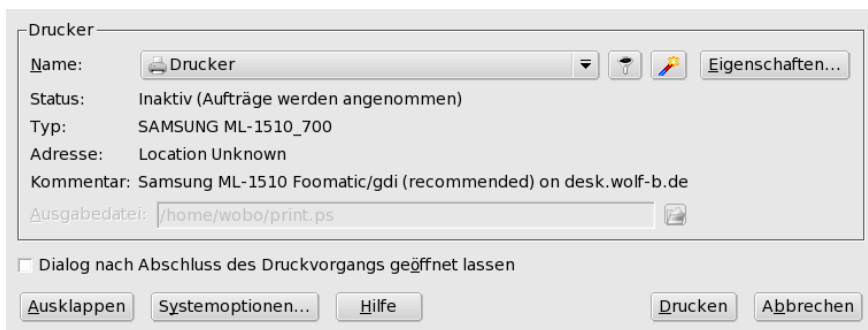 Drucker
Name: Drucker Eigenschaften...
Status: Inaktiv (Aufträge werden angenommen)
Typ: SAMSUNG ML-1510_700
Adresse: Location Unknown
Kommentar: Samsung ML-1510 Foomatic/gdi (recommended) on desk.wolf-b.de
Ausgabedatei: /home/wobo/print.ps
Dialog nach Abschluss des Druckvorgangs geöffnet lassen
Ausklappen Systemoptionen... Hilfe Drucken Abbrechen